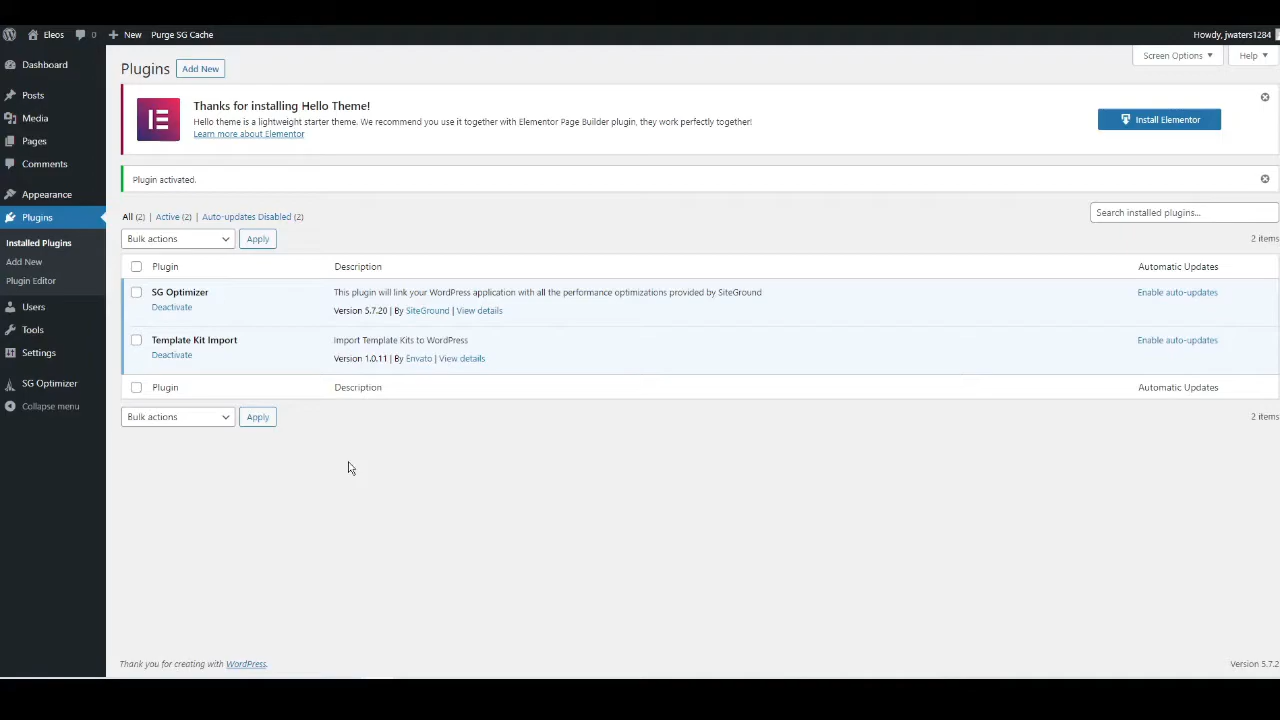 Eleos 0 New Purge SG Cache Howdy, jwaters1284
Screen Options Help
Dashboard
Posts
Media
Pages
Comments
Appearance
Plugins
Installed Plugins
Add New
Plugin Editor
Users
Tools
Settings
SG Optimizer
Collapse menu
Plugins Add New
Thanks for installing Hello Theme!
Hello theme is a lightweight starter theme. We recommend you use it together with Elementor Page Builder plugin, they work perfectly together!
Learn more about Elementor
Install Elementor
Plugin activated.
All (2) | Active (2) | Auto-updates Disabled (2)
Search installed plugins...
Bulk actions Apply 2 items
Plugin Description Automatic Updates
SG Optimizer This plugin will link your WordPress application with all the performance optimizations provided by SiteGround Enable auto-updates
Deactivate Version 5.7.20 | By SiteGround | View details
Template Kit Import Import Template Kits to WordPress Enable auto-updates
Deactivate Version 1.0.11 | By Envato | View details
Plugin Description Automatic Updates
Bulk actions Apply 2 items
Thank you for creating with WordPress. Version 5.7.2